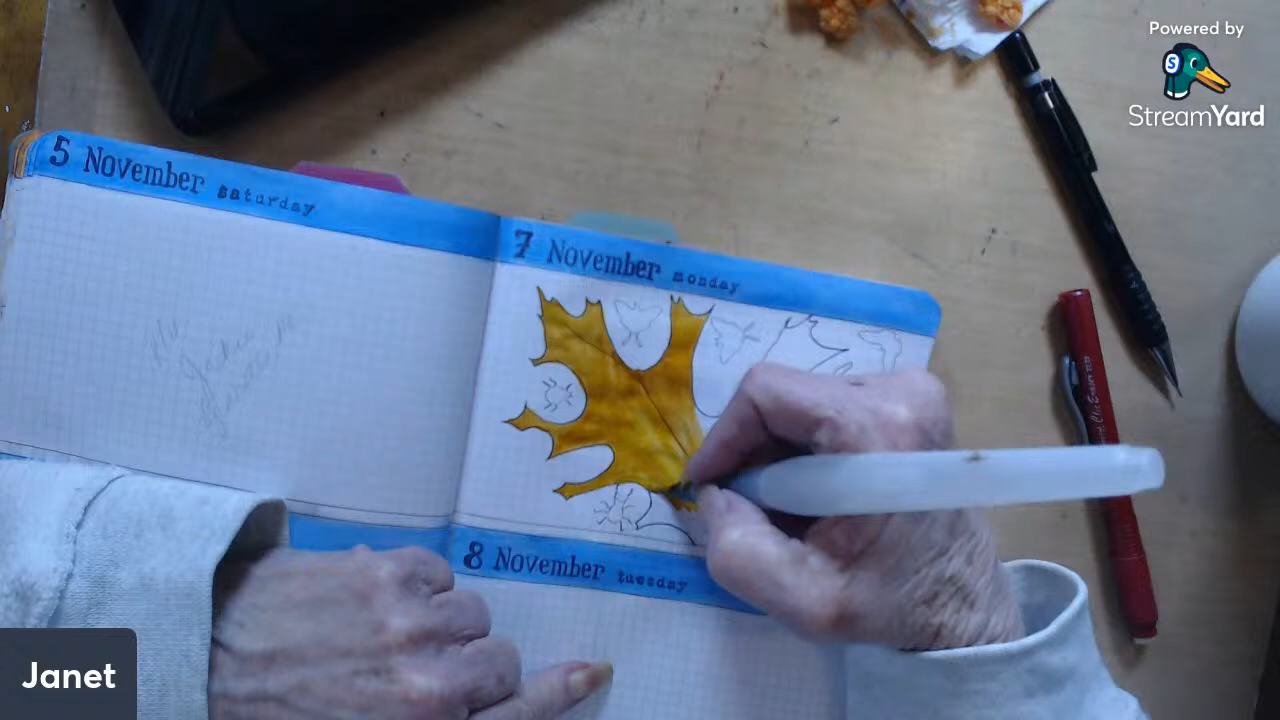 Powered by
StreamYard
5 November saturday
7 November monday
8 November tuesday
Janet